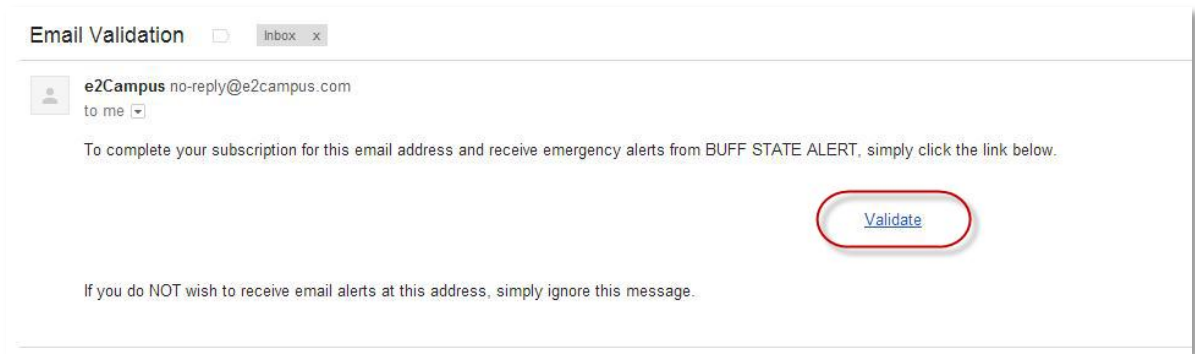 Email Validation Inbox x
e2Campus no-reply@e2campus.com
to me
To complete your subscription for this email address and receive emergency alerts from BUFF STATE ALERT, simply click the link below.
Validate
If you do NOT wish to receive email alerts at this address, simply ignore this message.